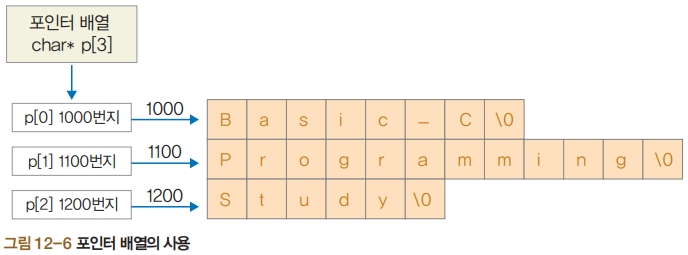 포인터 배열
char* p[3]
p[0] 1000번지 1000 B a s i c _ C \0
p[1] 1100번지 1100 P r o g r a m m i n g \0
p[2] 1200번지 1200 S t u d y \0
그림 12-6 포인터 배열의 사용